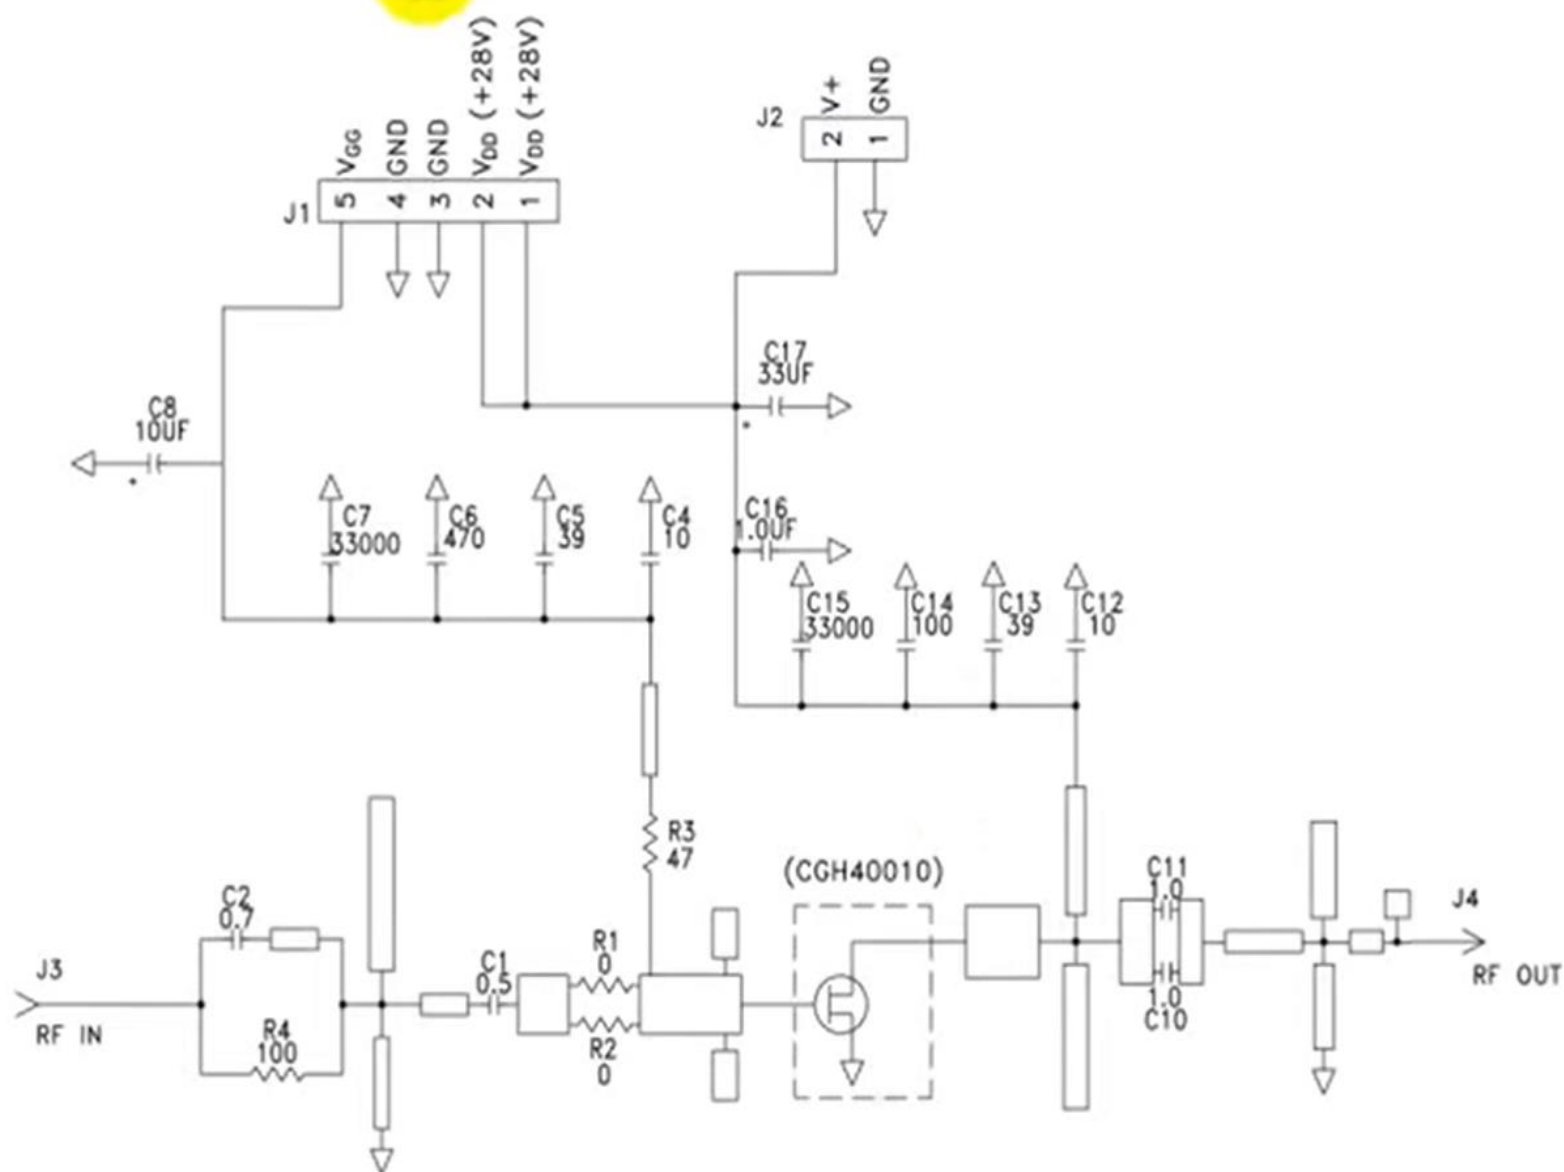 VGG
GND
GND
VDD (+28V)
VDD (+28V)
J1
5
4
3
2
1
V+
GND
J2
2
1
C17
33UF
C8
10UF
C7
33000
C6
470
C5
39
C4
10
C16
1.0UF
C15
33000
C14
100
C13
39
C12
10
R3
47
(CGH40010)
C11
1.0
1.0
C10
J4
RF OUT
C2
0.7
J3
RF IN
R4
100
C1
0.5
R1
0
R2
0